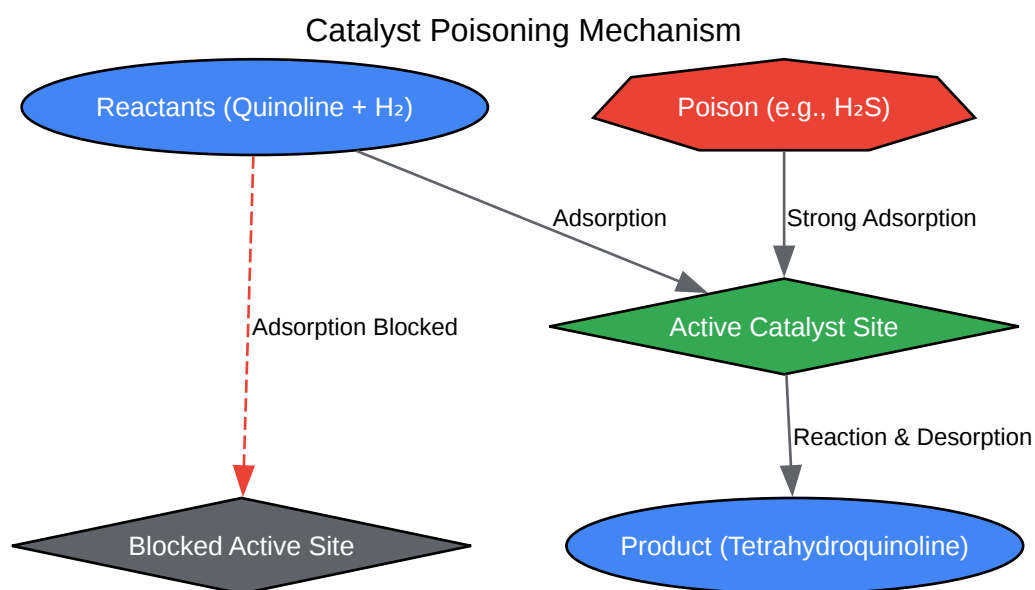 Catalyst Poisoning Mechanism
Reactants (Quinoline + H₂)
Poison (e.g., H₂S)
Adsorption
Strong Adsorption
Adsorption Blocked
Active Catalyst Site
Reaction & Desorption
Blocked Active Site
Product (Tetrahydroquinoline)